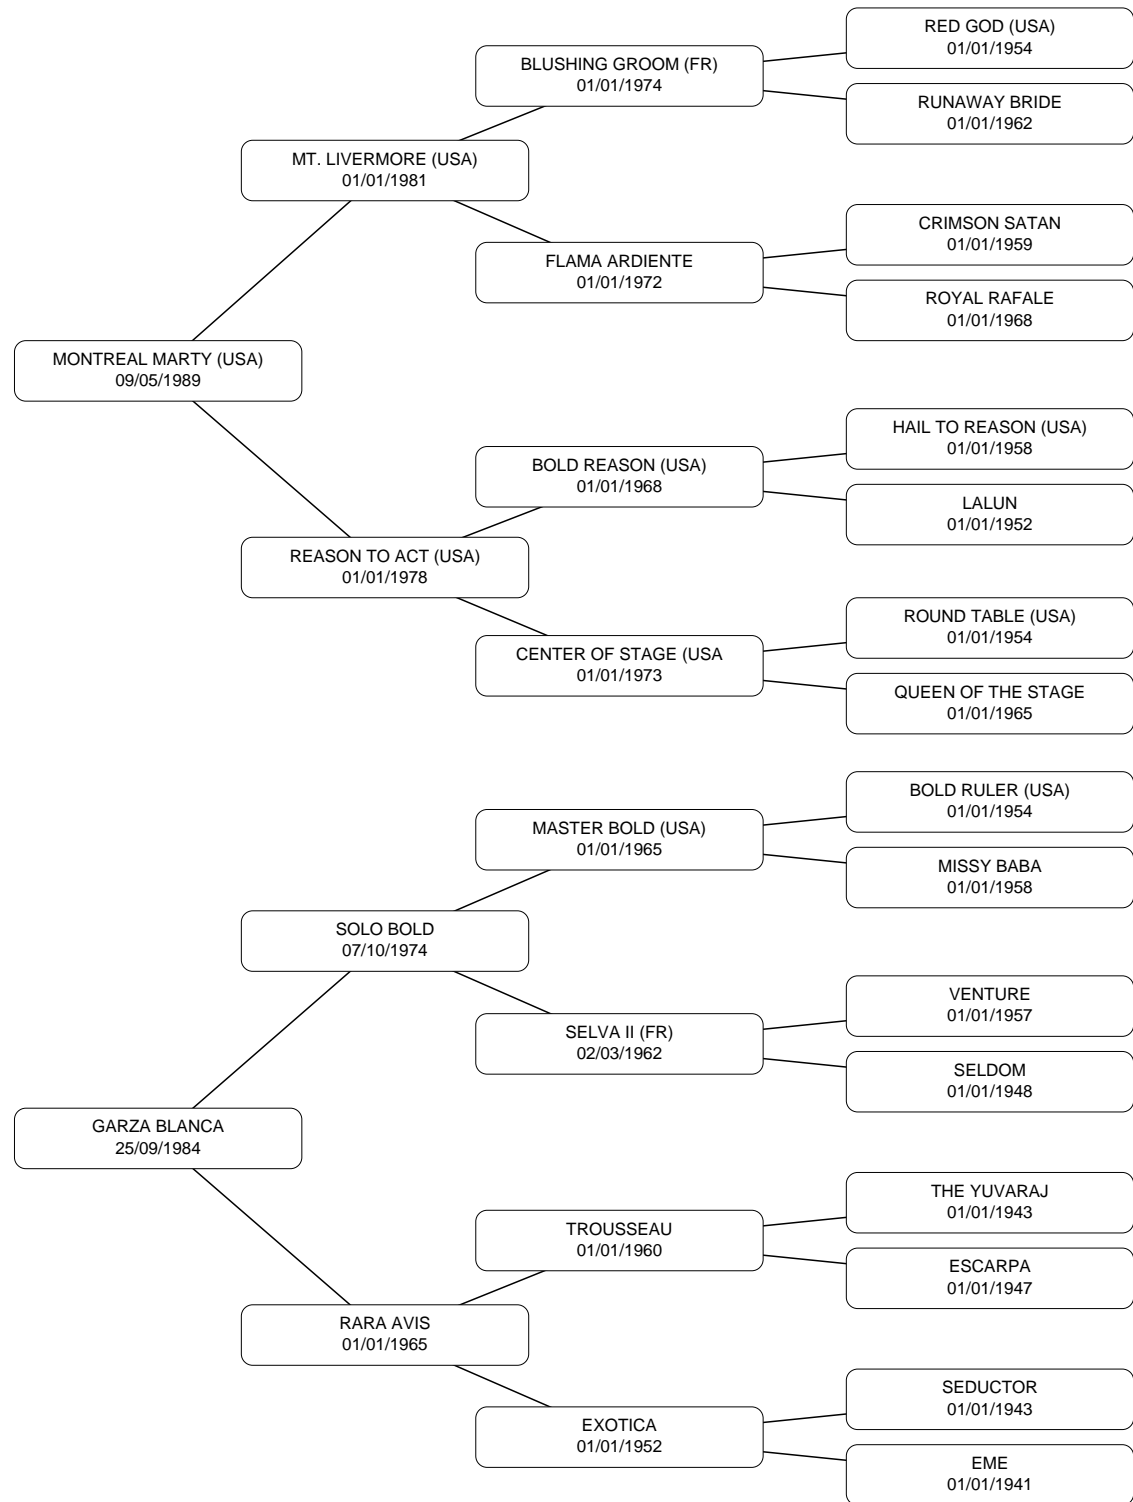 RED GOD (USA)
01/01/1954
BLUSHING GROOM (FR)
01/01/1974
RUNAWAY BRIDE
01/01/1962
MT. LIVERMORE (USA)
01/01/1981
CRIMSON SATAN
01/01/1959
FLAMA ARDIENTE
01/01/1972
ROYAL RAFALE
01/01/1968
MONTREAL MARTY (USA)
09/05/1989
HAIL TO REASON (USA)
01/01/1958
BOLD REASON (USA)
01/01/1968
LALUN
01/01/1952
REASON TO ACT (USA)
01/01/1978
ROUND TABLE (USA)
01/01/1954
CENTER OF STAGE (USA
01/01/1973
QUEEN OF THE STAGE
01/01/1965
BOLD RULER (USA)
01/01/1954
MASTER BOLD (USA)
01/01/1965
MISSY BABA
01/01/1958
SOLO BOLD
07/10/1974
VENTURE
01/01/1957
SELVA II (FR)
02/03/1962
SELDOM
01/01/1948
GARZA BLANCA
25/09/1984
THE YUVARAJ
01/01/1943
TROUSSEAU
01/01/1960
ESCARPA
01/01/1947
RARA AVIS
01/01/1965
SEDUCTOR
01/01/1943
EXOTICA
01/01/1952
EME
01/01/1941